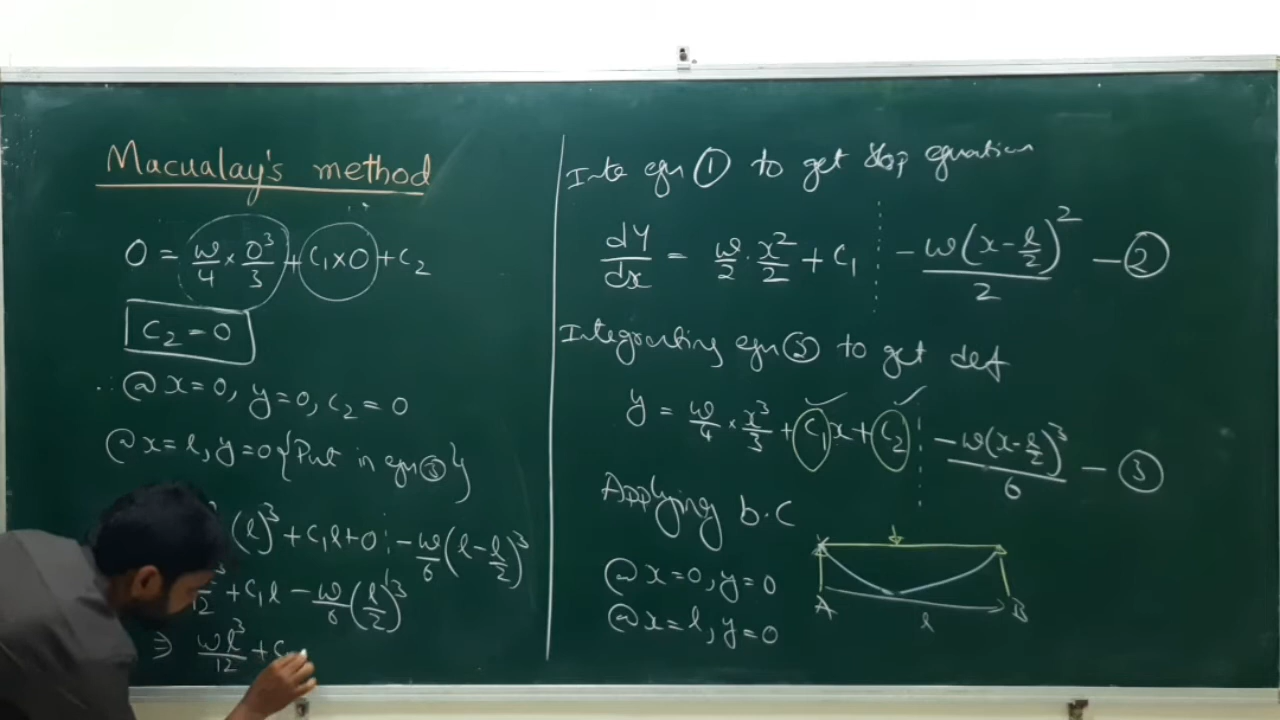 Macualay's method
0 = w/4 × 0³/3 + C₁×0 + C₂
C₂ = 0
∴ @ x=0, y=0, C₂ = 0
@ x=l, y=0 {Put in eqn ③}
³ (l)³ + C₁l + 0 ⋮ - w/6 (l - l/2)³
³/12 + C₁l - w/6 (l/2)³
⇒ wl³/12 + C
Inte eqn ① to get slop equation
dy/dx = w/2 · x²/2 + C₁ ⋮ - w(x - l/2)²/2 - ②
Integrating eqn ② to get def
y = w/4 × x³/3 + C₁x + C₂ ⋮ - w(x - l/2)³/6 - ③
Applying b.c
@ x=0, y=0
@ x=l, y=0
A B
l